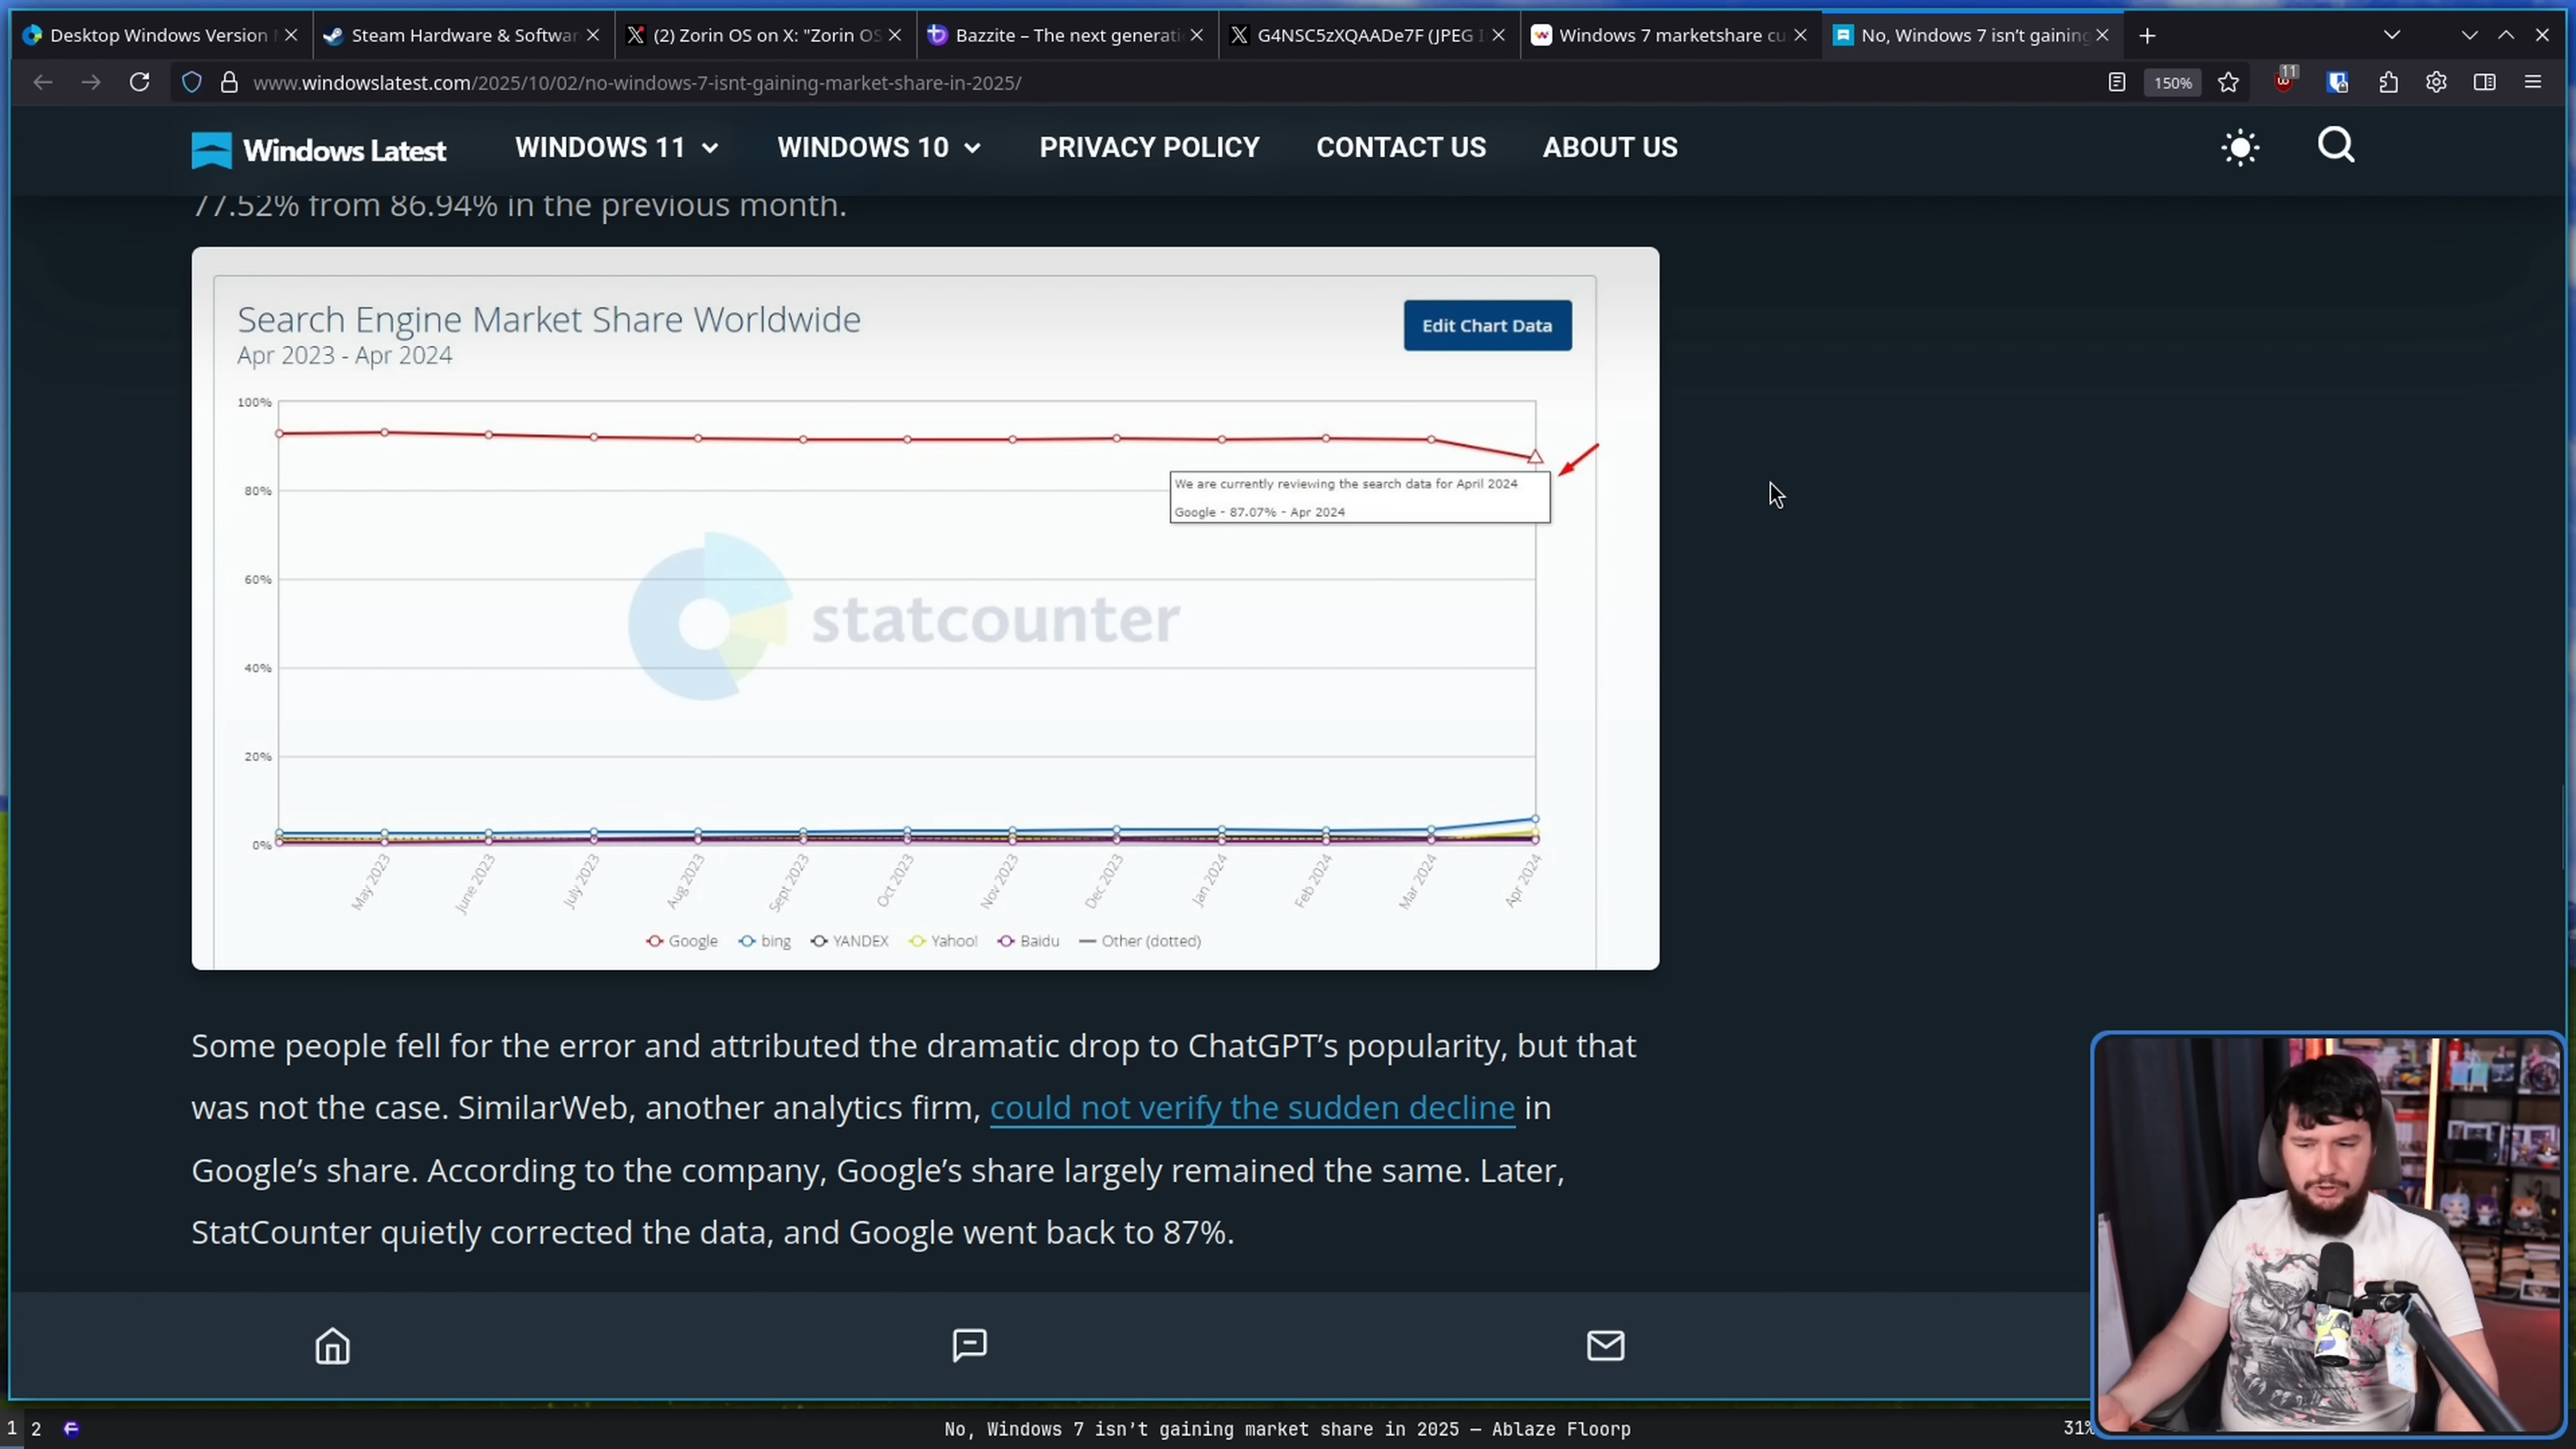 Desktop Windows Version
Steam Hardware & Softwar
(2) Zorin OS on X: "Zorin OS
Bazzite – The next generati
G4NSC5zXQAADe7F (JPEG I
Windows 7 marketshare cu
No, Windows 7 isn't gaining
www.windowslatest.com/2025/10/02/no-windows-7-isnt-gaining-market-share-in-2025/
150%
11
Windows Latest
WINDOWS 11
WINDOWS 10
PRIVACY POLICY
CONTACT US
ABOUT US
77.52% from 86.94% in the previous month.
Search Engine Market Share Worldwide
Apr 2023 - Apr 2024
Edit Chart Data
100%
80%
60%
40%
20%
0%
We are currently reviewing the search data for April 2024
Google - 87.07% - Apr 2024
statcounter
May 2023
June 2023
July 2023
Aug 2023
Sept 2023
Oct 2023
Nov 2023
Dec 2023
Jan 2024
Feb 2024
Mar 2024
Apr 2024
Google
bing
YANDEX
Yahoo!
Baidu
Other (dotted)
Some people fell for the error and attributed the dramatic drop to ChatGPT’s popularity, but that
was not the case. SimilarWeb, another analytics firm, could not verify the sudden decline in
Google’s share. According to the company, Google’s share largely remained the same. Later,
StatCounter quietly corrected the data, and Google went back to 87%.
1 2
No, Windows 7 isn’t gaining market share in 2025 — Ablaze Floorp
31%